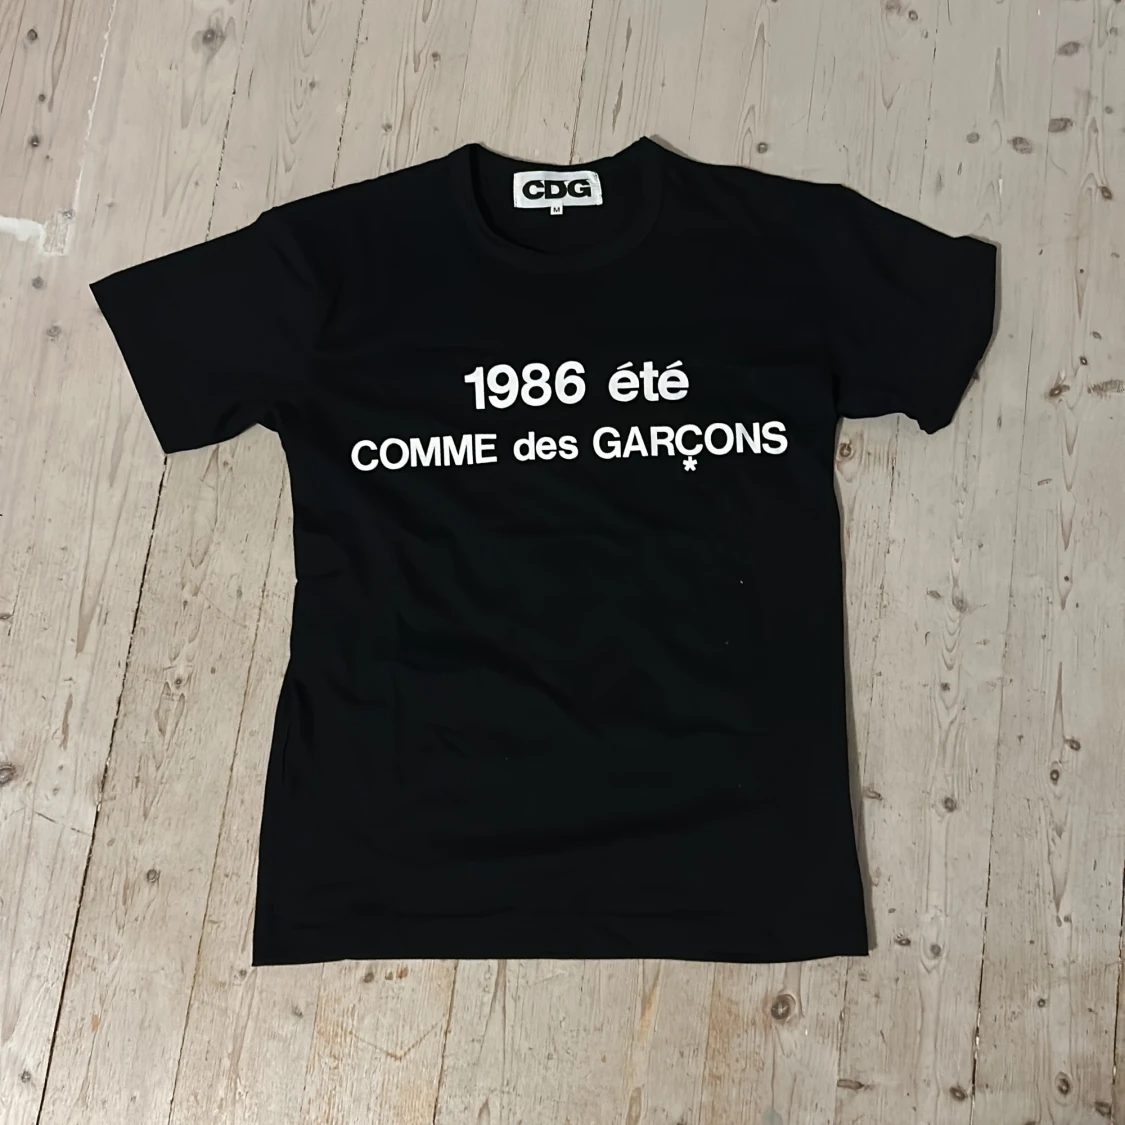 CDG
M
1986 été
COMME des GARÇONS